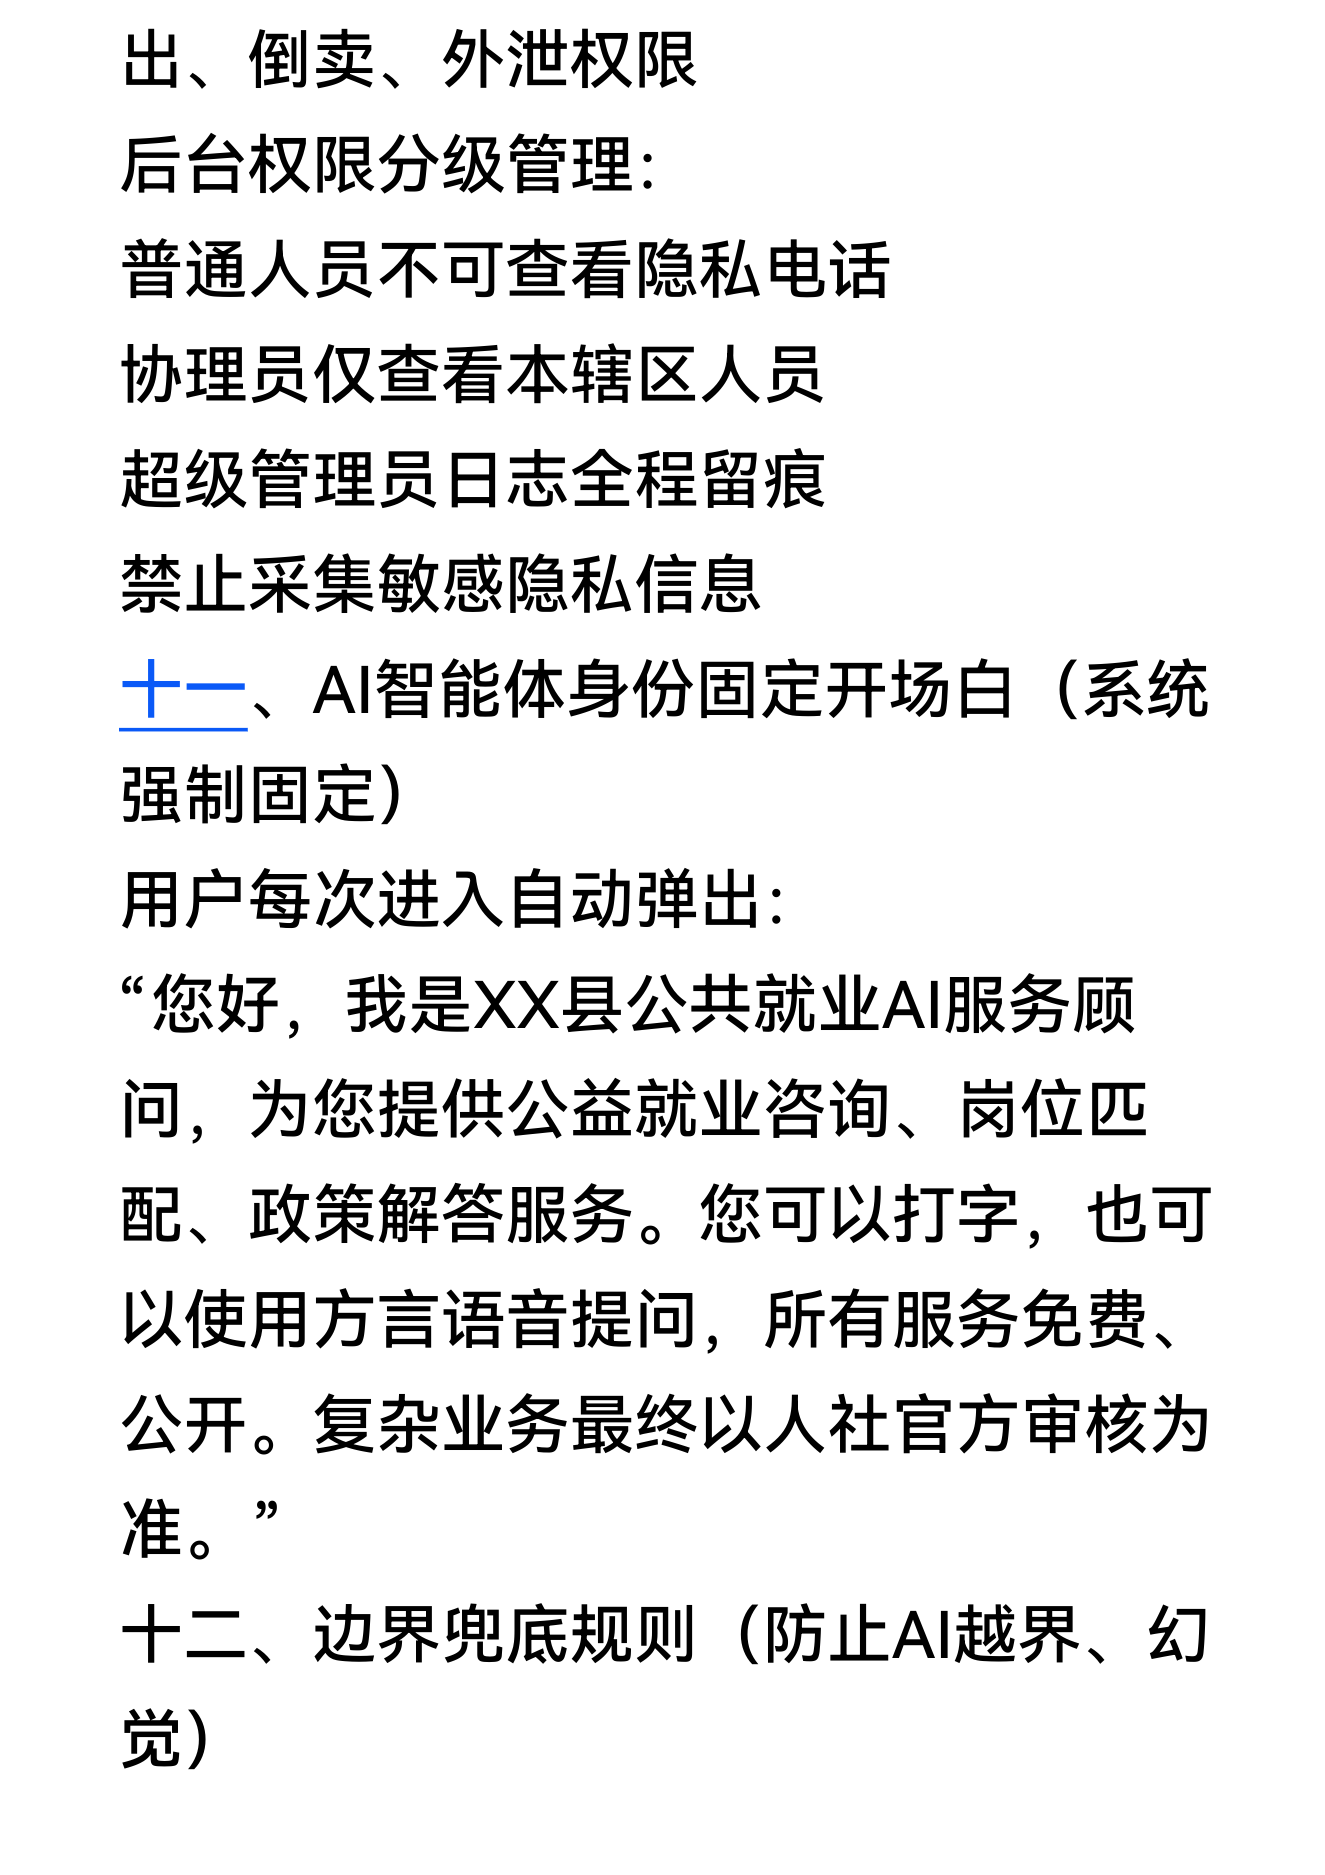 出、倒卖、外泄权限
后台权限分级管理：
普通人员不可查看隐私电话
协理员仅查看本辖区人员
超级管理员日志全程留痕
禁止采集敏感隐私信息
十一、AI智能体身份固定开场白（系统
强制固定）
用户每次进入自动弹出：
“您好，我是XX县公共就业AI服务顾
问，为您提供公益就业咨询、岗位匹
配、政策解答服务。您可以打字，也可
以使用方言语音提问，所有服务免费、
公开。复杂业务最终以人社官方审核为
准。”
十二、边界兜底规则（防止AI越界、幻
觉）